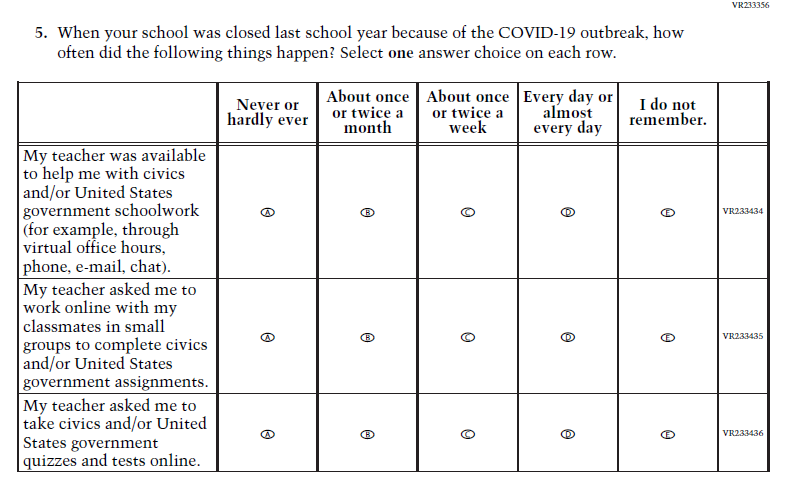 VR233356
5. When your school was closed last school year because of the COVID-19 outbreak, how
often did the following things happen? Select one answer choice on each row.
Never or
hardly ever
About once
or twice a
month
About once
or twice a
week
Every day or
almost
every day
I do not
remember.
My teacher was available
to help me with civics
and/or United States
government schoolwork
(for example, through
virtual office hours,
phone, e-mail, chat).
A B C D E VR233434
My teacher asked me to
work online with my
classmates in small
groups to complete civics
and/or United States
government assignments.
A B C D E VR233435
My teacher asked me to
take civics and/or United
States government
quizzes and tests online.
A B C D E VR233436